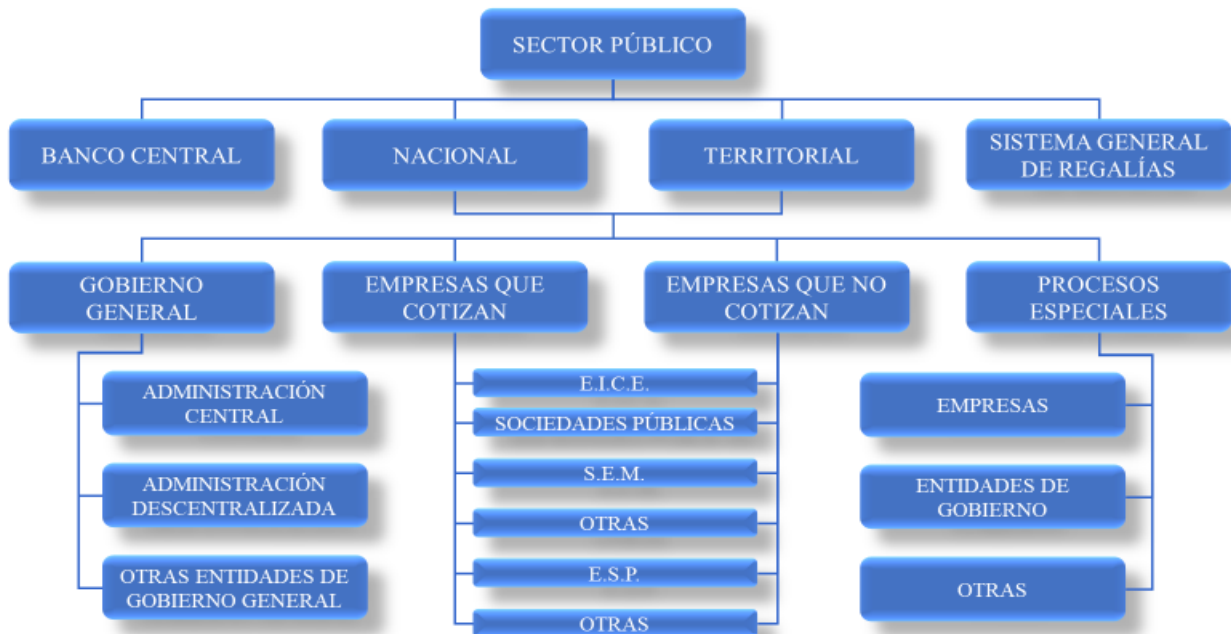 SECTOR PÚBLICO
BANCO CENTRAL
NACIONAL
TERRITORIAL
SISTEMA GENERAL
DE REGALÍAS
GOBIERNO
GENERAL
EMPRESAS QUE
COTIZAN
EMPRESAS QUE NO
COTIZAN
PROCESOS
ESPECIALES
ADMINISTRACIÓN
CENTRAL
ADMINISTRACIÓN
DESCENTRALIZADA
OTRAS ENTIDADES DE
GOBIERNO GENERAL
E.I.C.E.
SOCIEDADES PÚBLICAS
S.E.M.
OTRAS
E.S.P.
OTRAS
EMPRESAS
ENTIDADES DE
GOBIERNO
OTRAS